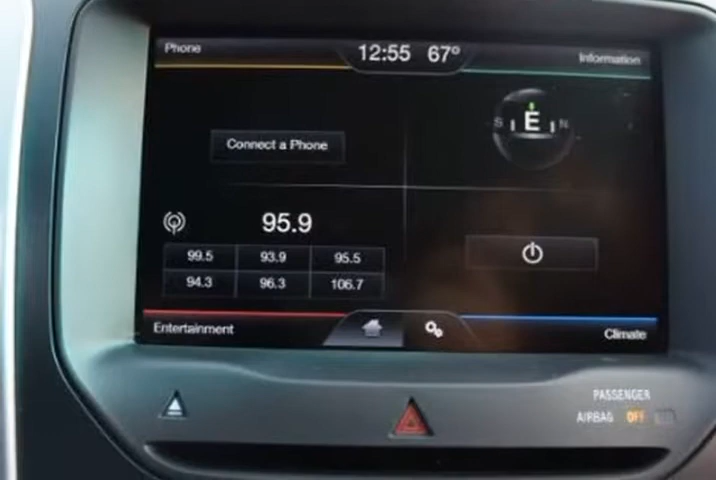 Phone
12:55 67°
Information
S E N
Connect a Phone
95.9
99.5 93.9 95.5
94.3 96.3 106.7
Entertainment
Climate
PASSENGER
AIRBAG OFF